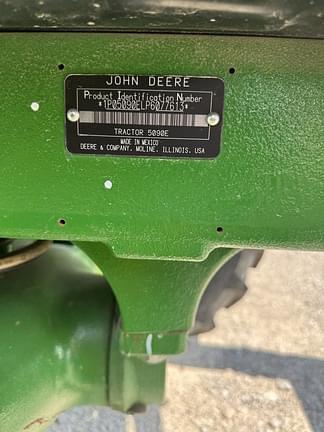 JOHN DEERE
Product Identification Number
*1P05090ELP6077613*
TRACTOR 5090E
MADE IN MEXICO
DEERE & COMPANY, MOLINE, ILLINOIS, USA